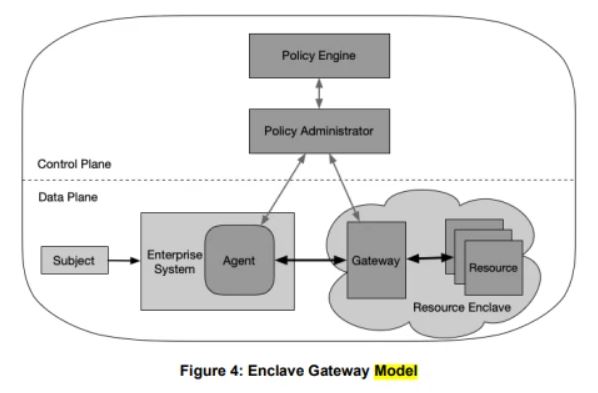 Policy Engine
Policy Administrator
Control Plane
Data Plane
Subject
Enterprise
System
Agent
Gateway
Resource
Resource Enclave
Figure 4: Enclave Gateway Model